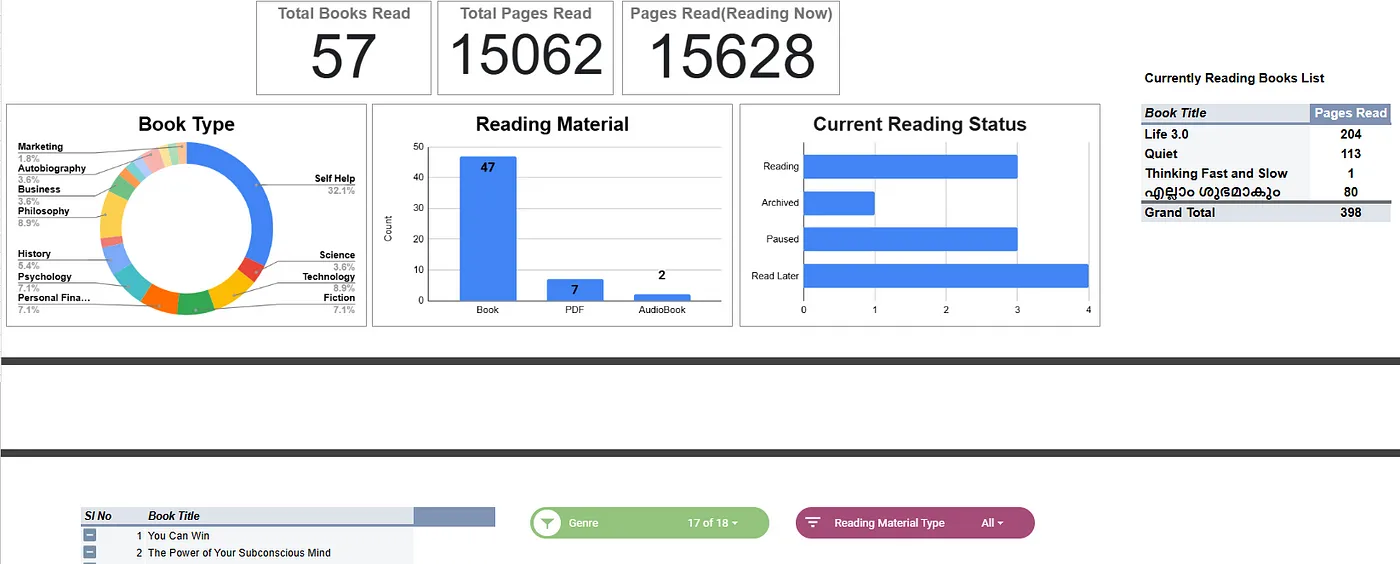 Total Books Read
57
Total Pages Read
15062
Pages Read(Reading Now)
15628
Book Type
Marketing
1.8%
Autobiography
3.6%
Business
3.6%
Philosophy
8.9%
History
5.4%
Psychology
7.1%
Personal Fina...
7.1%
Self Help
32.1%
Science
3.6%
Technology
8.9%
Fiction
7.1%
Reading Material
Count
50
40
30
20
10
0
47
7
2
Book
PDF
AudioBook
Current Reading Status
Reading
Archived
Paused
Read Later
0
1
2
3
4
Currently Reading Books List
Book Title Pages Read
Life 3.0 204
Quiet 113
Thinking Fast and Slow 1
എല്ലാം ശുഭമാകും 80
Grand Total 398
Sl No Book Title
1 You Can Win
2 The Power of Your Subconscious Mind
Genre 17 of 18
Reading Material Type All